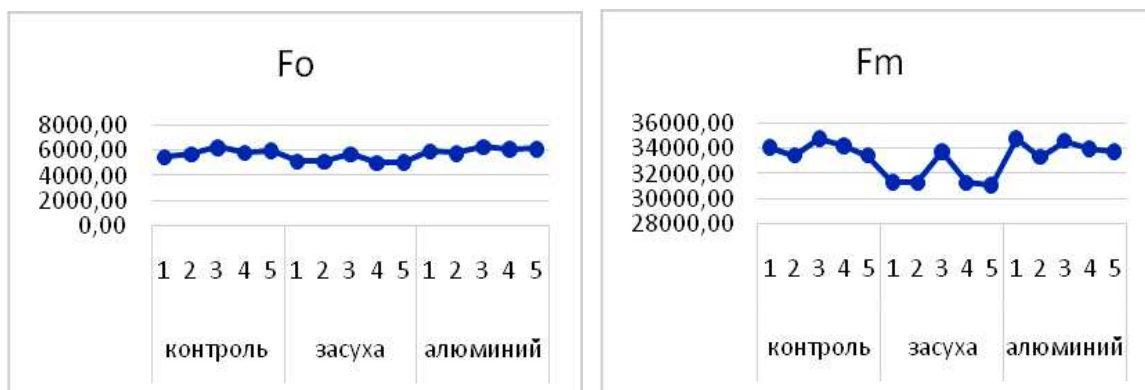 Fo
8000,00
6000,00
4000,00
2000,00
0,00
1 2 3 4 5 1 2 3 4 5 1 2 3 4 5
контроль засуха алюминий
Fm
36000,00
34000,00
32000,00
30000,00
28000,00
1 2 3 4 5 1 2 3 4 5 1 2 3 4 5
контроль засуха алюминий